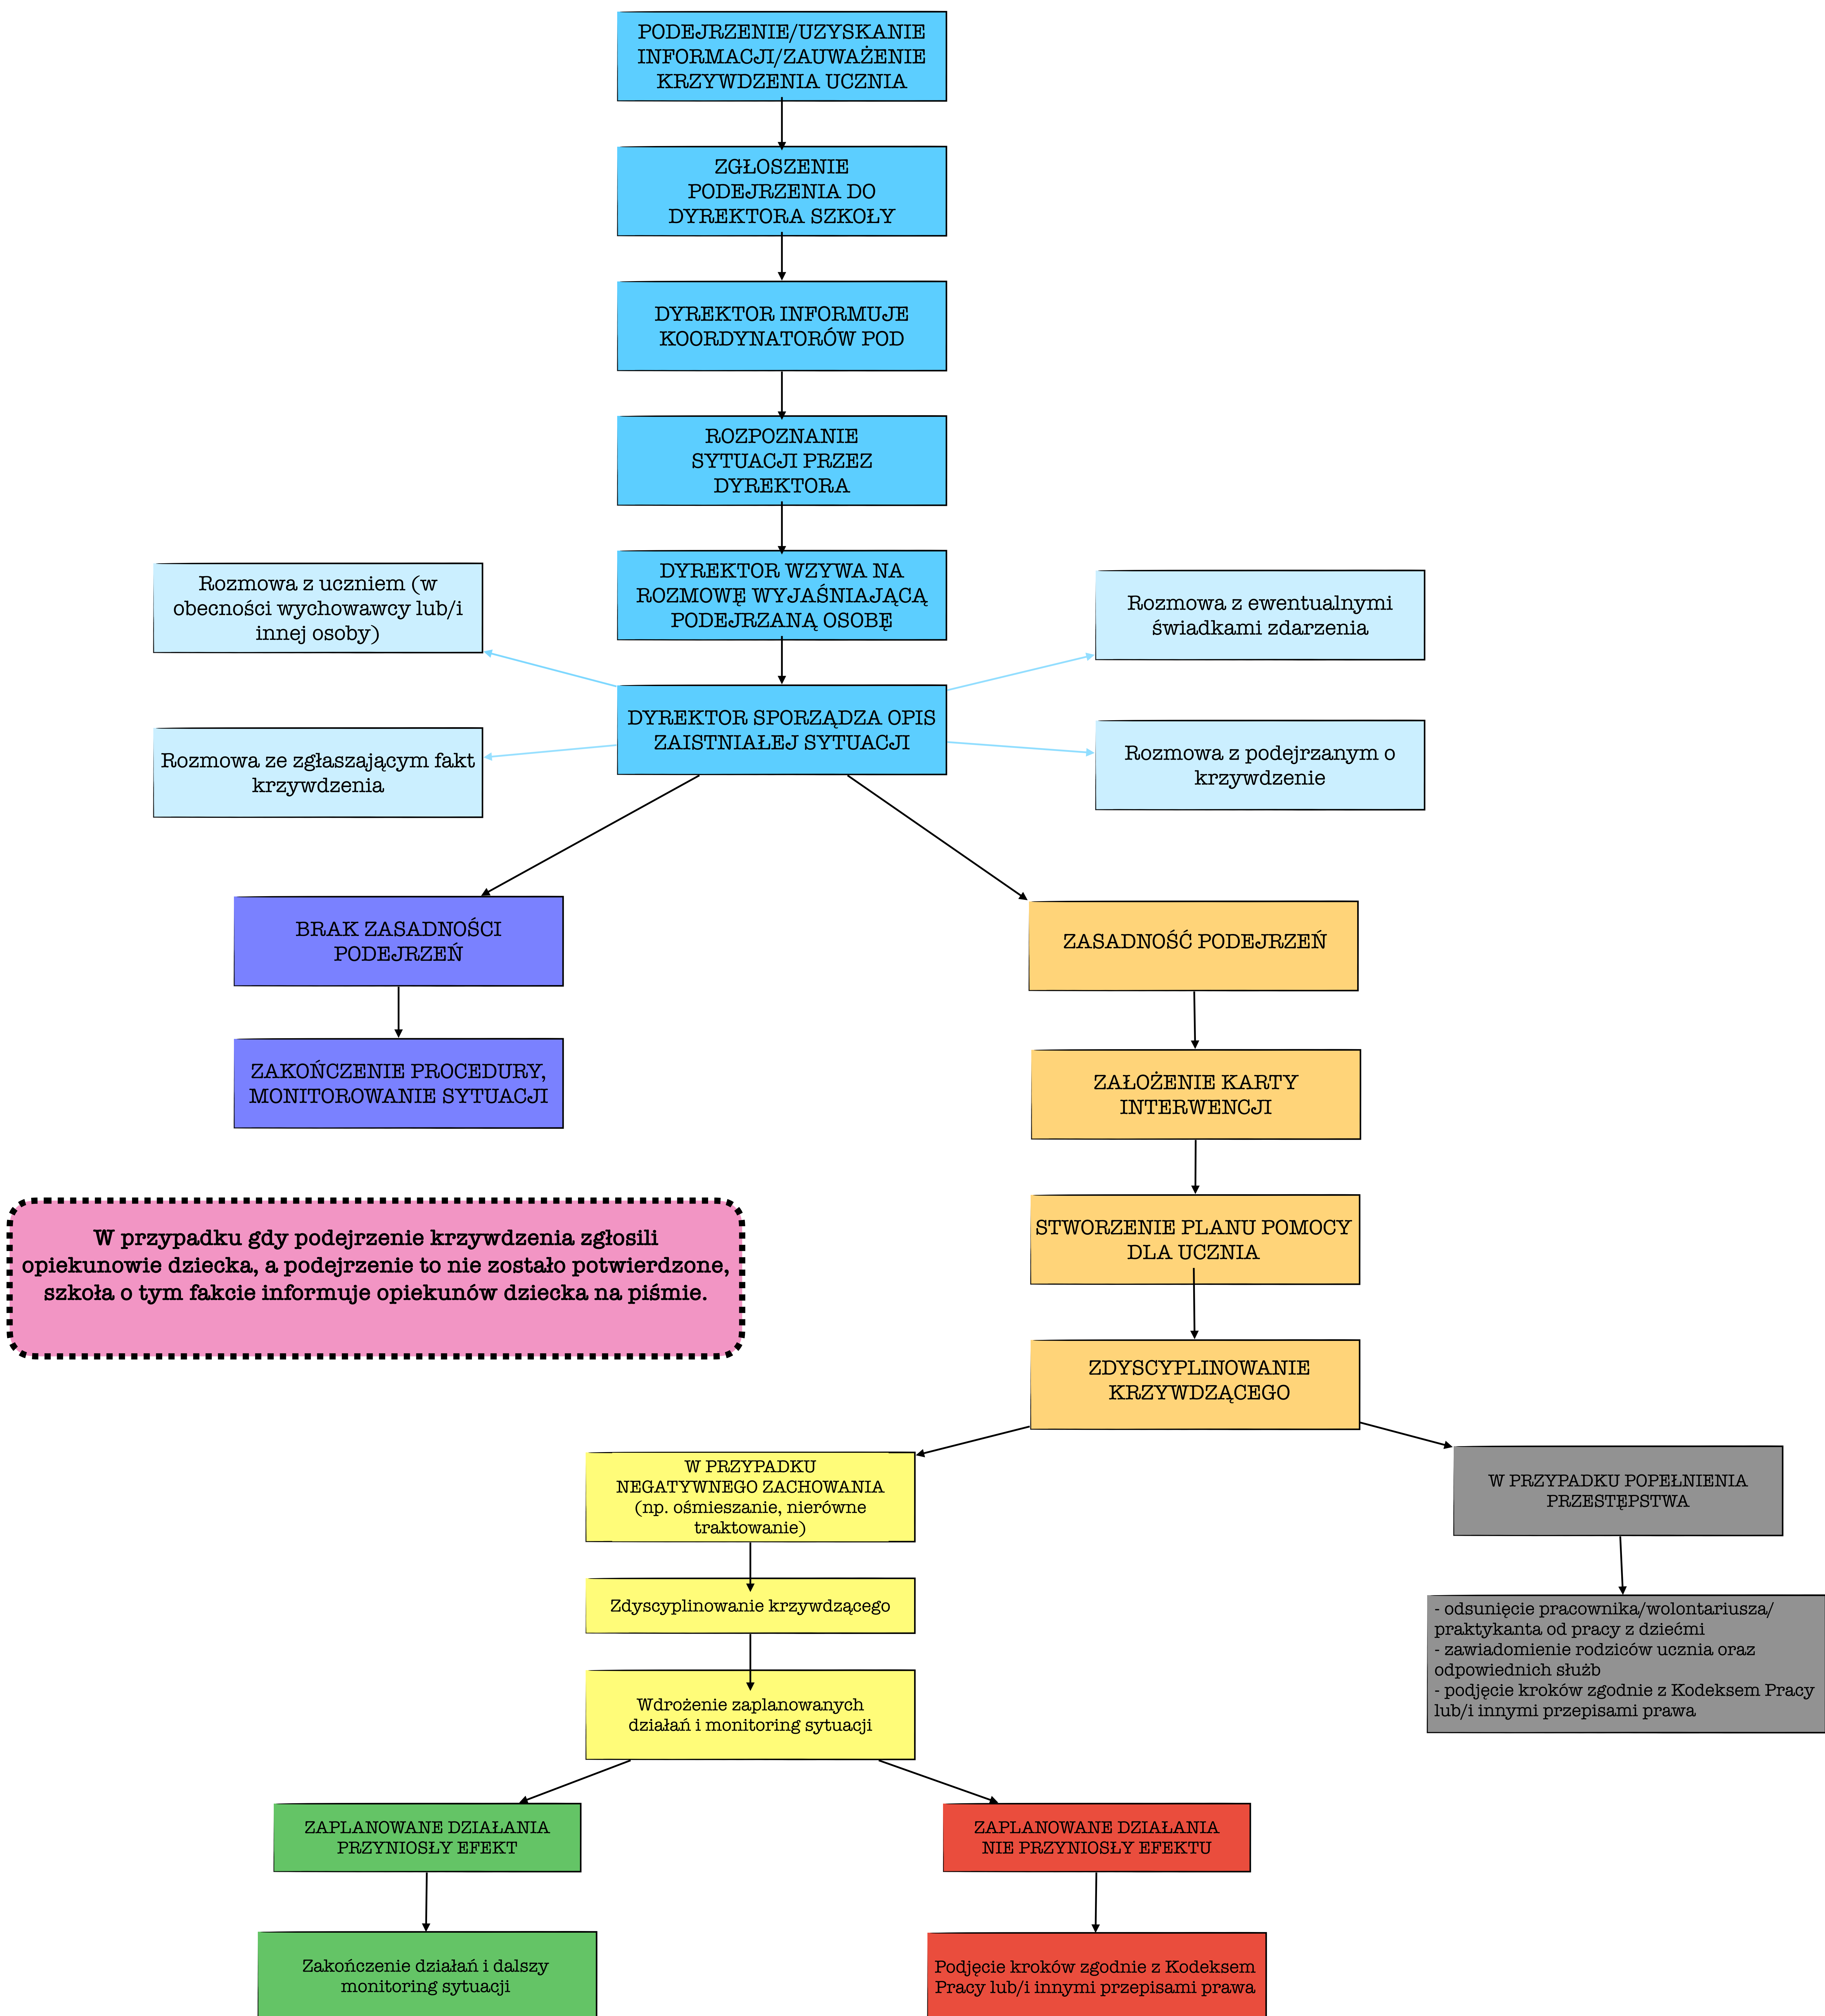 PODEJRZENIE/UZYSKANIE
INFORMACJI/ZAUWAŻENIE
KRZYWDZENIA UCZNIA
ZGŁOSZENIE
PODEJRZENIA DO
DYREKTORA SZKOŁY
DYREKTOR INFORMUJE
KOORDYNATORÓW POD
ROZPOZNANIE
SYTUACJI PRZEZ
DYREKTORA
DYREKTOR WZYWA NA
ROZMOWĘ WYJAŚNIAJĄCĄ
PODEJRZANĄ OSOBĘ
Rozmowa z uczniem (w
obecności wychowawcy lub/i
innej osoby)
Rozmowa z ewentualnymi
świadkami zdarzenia
DYREKTOR SPORZĄDZA OPIS
ZAISTNIAŁEJ SYTUACJI
Rozmowa ze zgłaszającym fakt
krzywdzenia
Rozmowa z podejrzanym o
krzywdzenie
BRAK ZASADNOŚCI
PODEJRZEŃ
ZASADNOŚĆ PODEJRZEŃ
ZAKOŃCZENIE PROCEDURY,
MONITOROWANIE SYTUACJI
ZAŁOŻENIE KARTY
INTERWENCJI
W przypadku gdy podejrzenie krzywdzenia zgłosili
opiekunowie dziecka, a podejrzenie to nie zostało potwierdzone,
szkoła o tym fakcie informuje opiekunów dziecka na piśmie.
STWORZENIE PLANU POMOCY
DLA UCZNIA
ZDYSCYPLINOWANIE
KRZYWDZĄCEGO
W PRZYPADKU
NEGATYWNEGO ZACHOWANIA
(np. ośmieszanie, nierówne
traktowanie)
W PRZYPADKU POPEŁNIENIA
PRZESTĘPSTWA
Zdyscyplinowanie krzywdzącego
- odsunięcie pracownika/wolontariusza/
praktykanta od pracy z dziećmi
- zawiadomienie rodziców ucznia oraz
odpowiednich służb
- podjęcie kroków zgodnie z Kodeksem Pracy
lub/i innymi przepisami prawa
Wdrożenie zaplanowanych
działań i monitoring sytuacji
ZAPLANOWANE DZIAŁANIA
PRZYNIOSŁY EFEKT
ZAPLANOWANE DZIAŁANIA
NIE PRZYNIOSŁY EFEKTU
Zakończenie działań i dalszy
monitoring sytuacji
Podjęcie kroków zgodnie z Kodeksem
Pracy lub/i innymi przepisami prawa